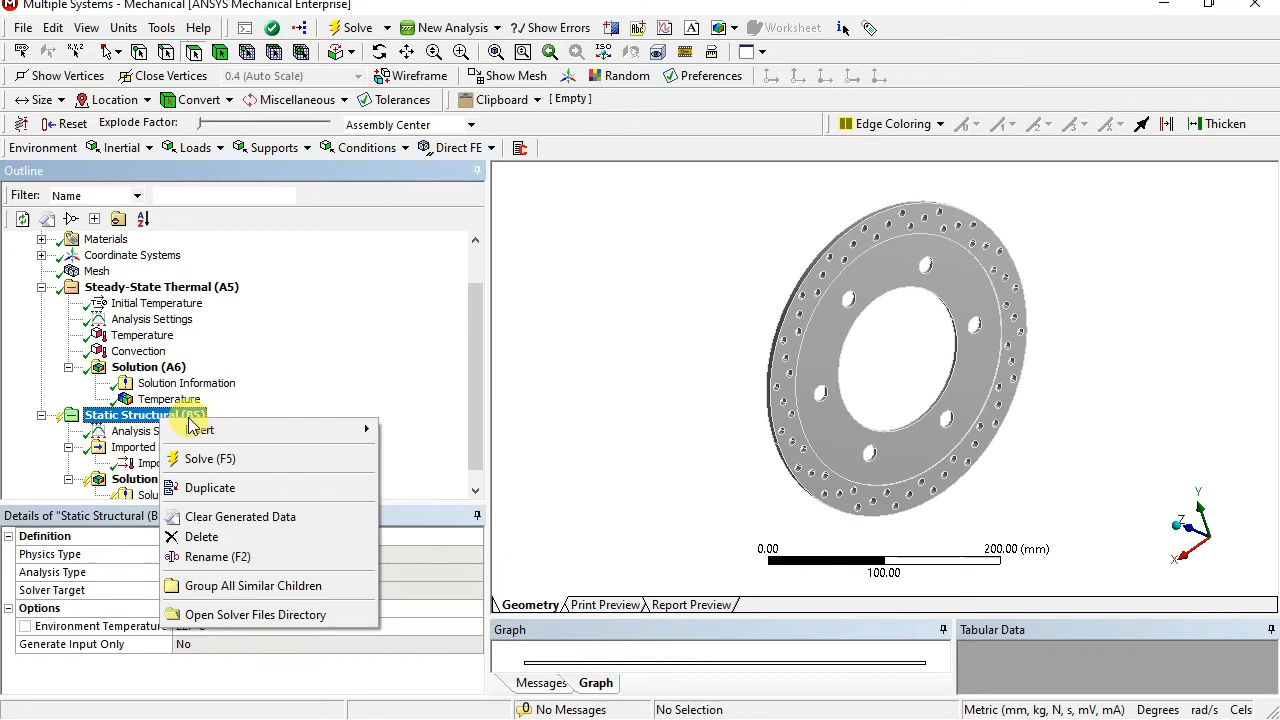 Multiple Systems - Mechanical [ANSYS Mechanical Enterprise]
File Edit View Units Tools Help Solve New Analysis ?/ Show Errors Worksheet
Show Vertices Close Vertices 0.4 (Auto Scale) Wireframe Show Mesh Random Preferences
Size Location Convert Miscellaneous Tolerances Clipboard [ Empty ]
Reset Explode Factor: Assembly Center Edge Coloring Thicken
Environment Inertial Loads Supports Conditions Direct FE
Outline
Filter: Name
Materials
Coordinate Systems
Mesh
Steady-State Thermal (A5)
Initial Temperature
Analysis Settings
Temperature
Convection
Solution (A6)
Solution Information
Temperature
Static Structural (B5)
Analysis S
Imported
Impo
Solution
Solu
Insert
Solve (F5)
Duplicate
Clear Generated Data
Delete
Rename (F2)
Group All Similar Children
Open Solver Files Directory
Details of "Static Structural (B
Definition
Physics Type
Analysis Type
Solver Target
Options
Environment Temperature
Generate Input Only No
0.00 200.00 (mm)
100.00
Y
Z
X
Geometry Print Preview Report Preview
Graph
Tabular Data
Messages Graph
No Messages No Selection Metric (mm, kg, N, s, mV, mA) Degrees rad/s Cels